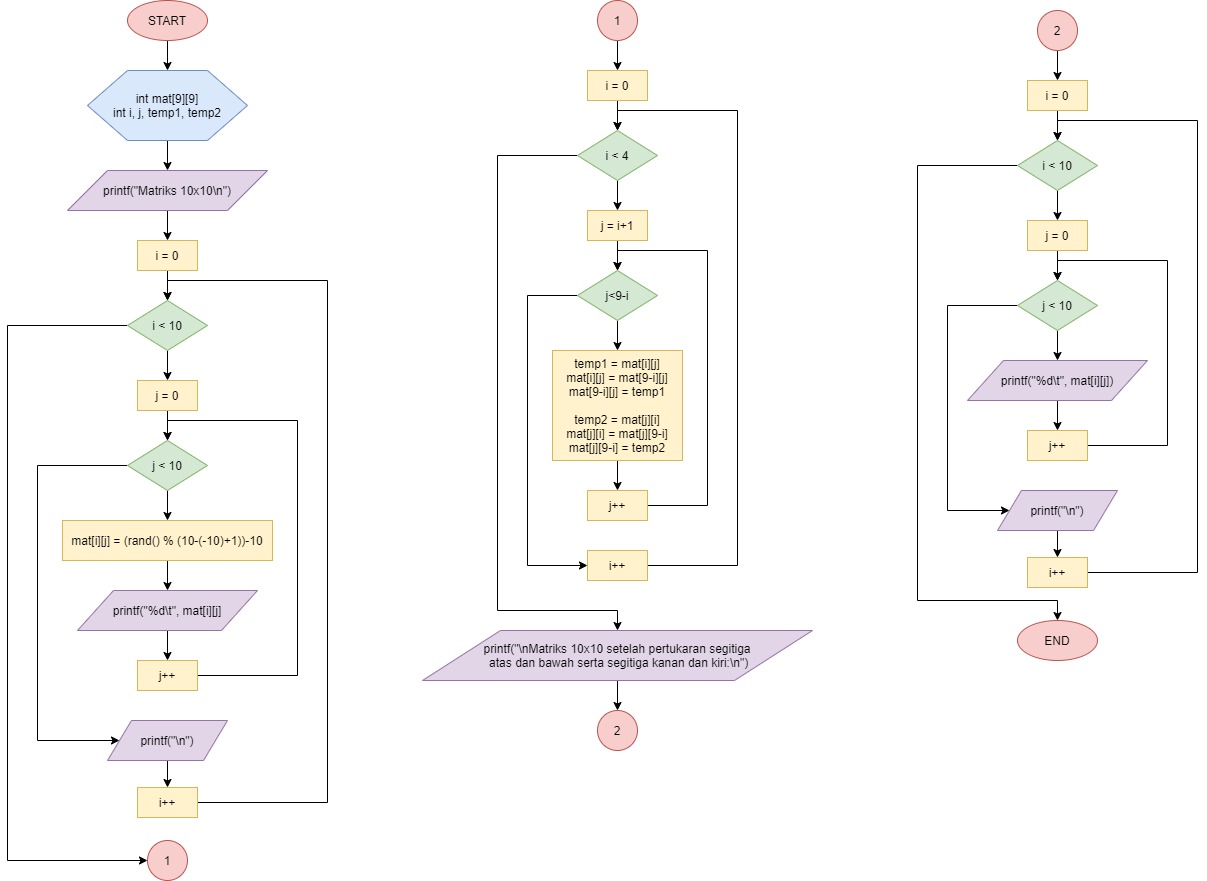 START
int mat[9][9]
int i, j, temp1, temp2
printf("Matriks 10x10\n")
i = 0
i < 10
j = 0
j < 10
mat[i][j] = (rand() % (10-(-10)+1))-10
printf("%d\t", mat[i][j]
j++
printf("\n")
i++
1
1
i = 0
i < 4
j = i+1
j<9-i
temp1 = mat[i][j]
mat[i][j] = mat[9-i][j]
mat[9-i][j] = temp1
temp2 = mat[j][i]
mat[j][i] = mat[j][9-i]
mat[j][9-i] = temp2
j++
i++
printf("\nMatriks 10x10 setelah pertukaran segitiga
atas dan bawah serta segitiga kanan dan kiri:\n")
2
2
i = 0
i < 10
j = 0
j < 10
printf("%d\t", mat[i][j])
j++
printf("\n")
i++
END